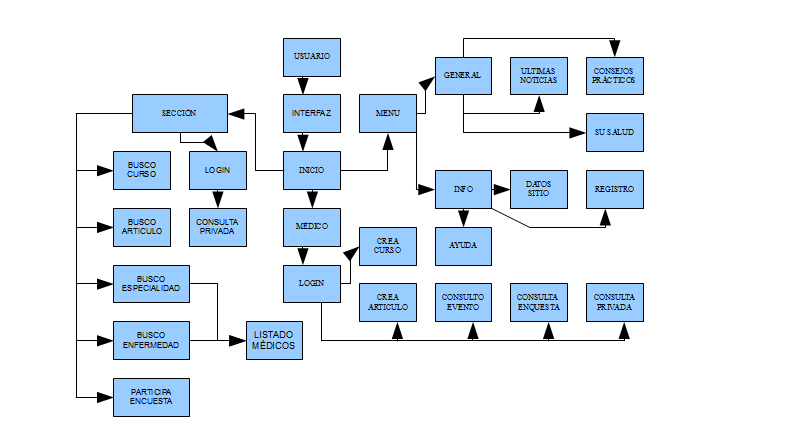 USUARIO
GENERAL
ULTIMAS
NOTICIAS
CONSEJOS
PRÁCTICOS
SECCIÓN
INTERFAZ
MENU
SU SALUD
BUSCO
CURSO
LOGIN
INICIO
INFO
DATOS
SITIO
REGISTRO
BUSCO
ARTICULO
CONSULTA
PRIVADA
MÉDICO
CREA
CURSO
AYUDA
BUSCO
ESPECIALIDAD
LOGIN
CREA
ARTICULO
CONSULTO
EVENTO
CONSULTA
ENQUESTA
CONSULTA
PRIVADA
BUSCO
ENFERMEDAD
LISTADO
MÉDICOS
PARTICIPA
ENCUESTA